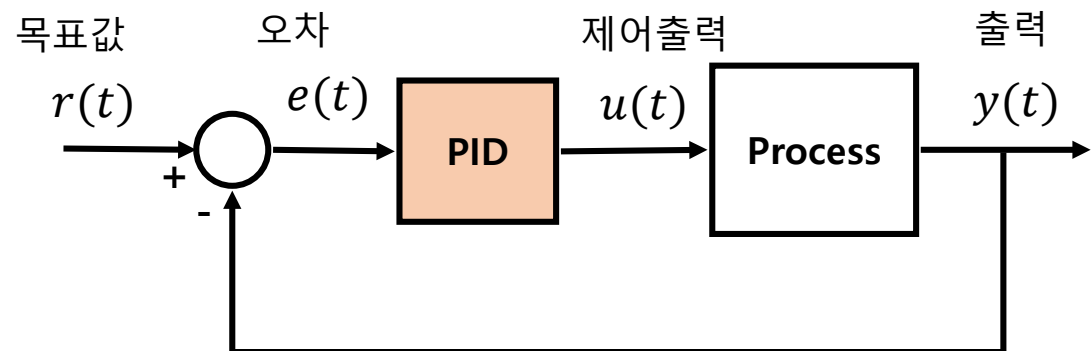 목표값
오차
제어출력
출력
r(t)
e(t)
u(t)
y(t)
PID
Process
+
-